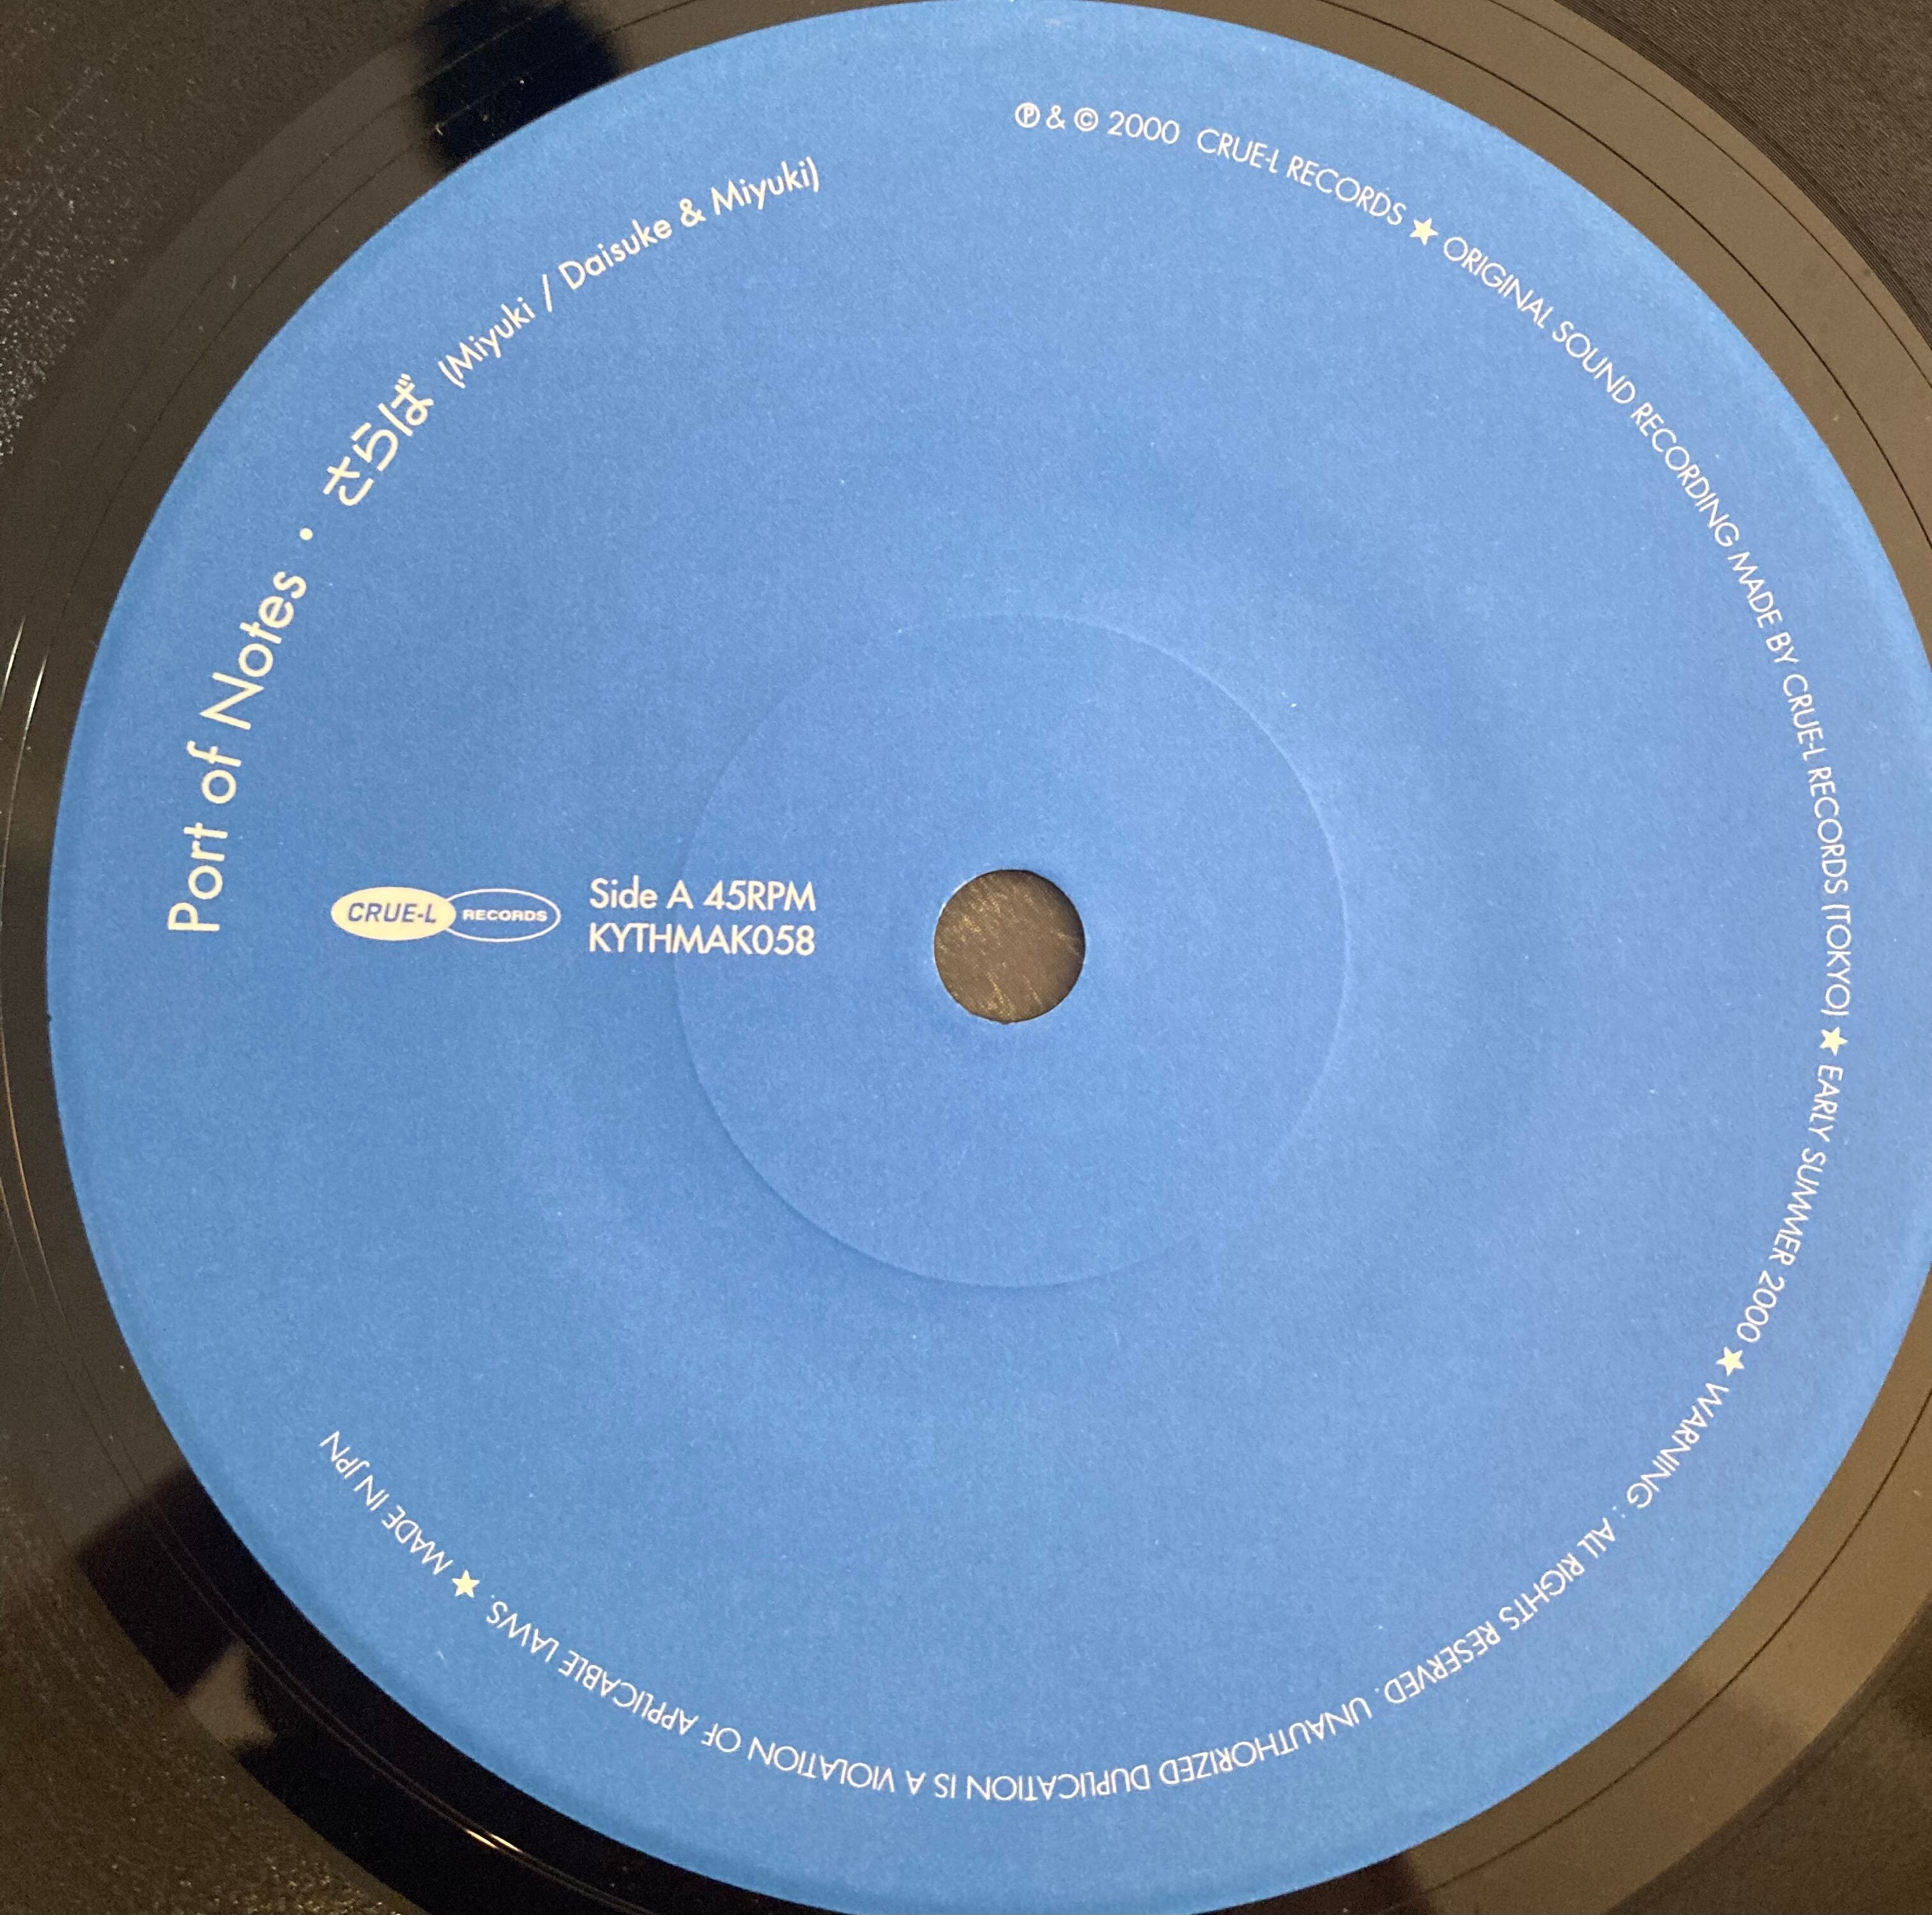 Port of Notes・さらば (Miyuki / Daisuke & Miyuki)
CRUE-L RECORDS
Side A 45RPM
KYTHMAK058
℗ & © 2000 CRUE-L RECORDS ★ ORIGINAL SOUND RECORDING MADE BY CRUE-L RECORDS (TOKYO) ★ EARLY SUMMER 2000 ★ WARNING : ALL RIGHTS RESERVED. UNAUTHORIZED DUPLICATION IS A VIOLATION OF APPLICABLE LAWS. ★ MADE IN JPN